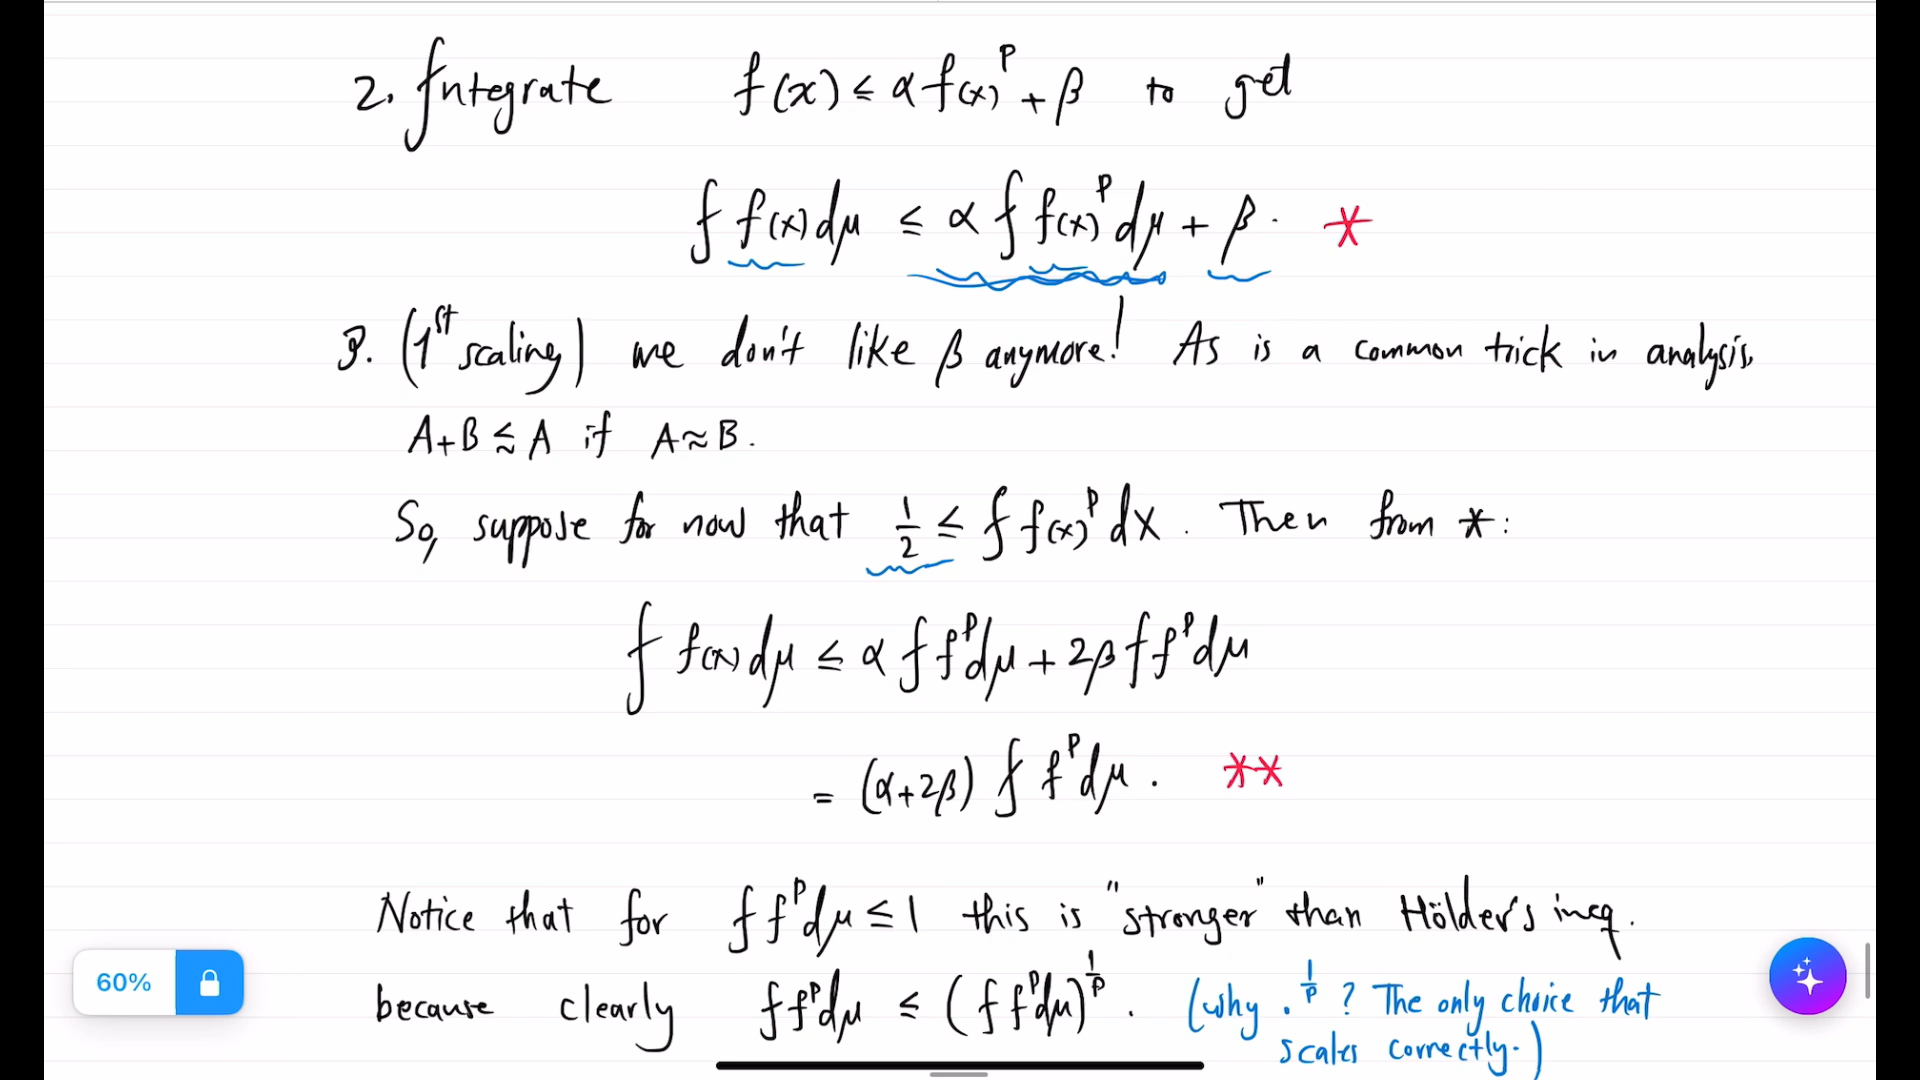 2. ∫ntegrate f(x) ≤ α f(x)^p + β to get
∫ f(x) dμ ≤ α ∫ f(x)^p dμ + β. *
3. (1st scaling) we don't like β anymore! As is a common trick in analysis,
A+B ≲ A if A≈B.
So, suppose for now that 1/2 ≤ ∫ f(x)^p dx. Then from *:
∫ f(x) dμ ≤ α ∫ f^p dμ + 2β ∫ f^p dμ
= (α+2β) ∫ f^p dμ. **
Notice that for ∫ f^p dμ ≤ 1 this is "stronger" than Hölder's ineq.
because clearly ∫ f^p dμ ≤ (∫ f^p dμ)^{1/p}. (why ·^{1/p} ? The only choice that
scales correctly.)
60%